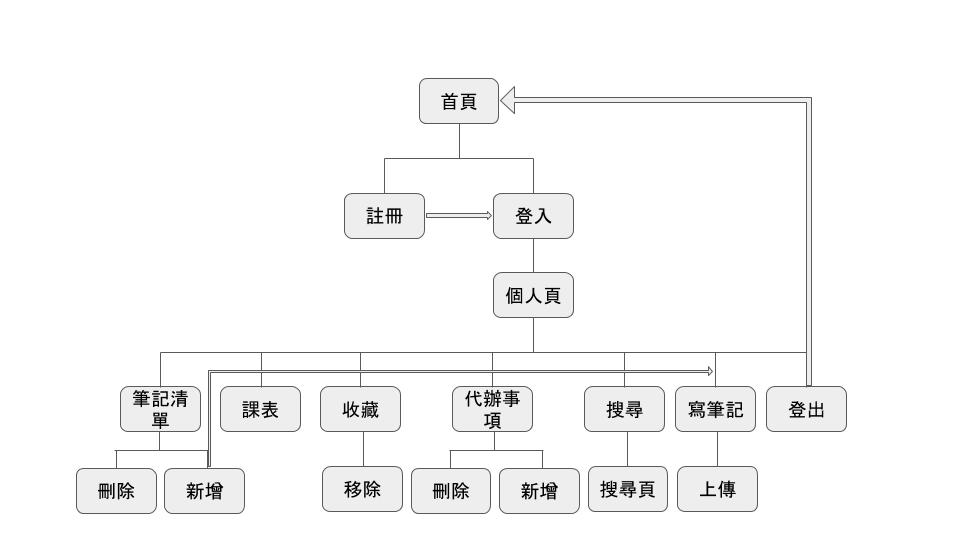 首頁
註冊
登入
個人頁
筆記清
單
課表
收藏
代辦事
項
搜尋
寫筆記
登出
刪除
新增
移除
刪除
新增
搜尋頁
上傳